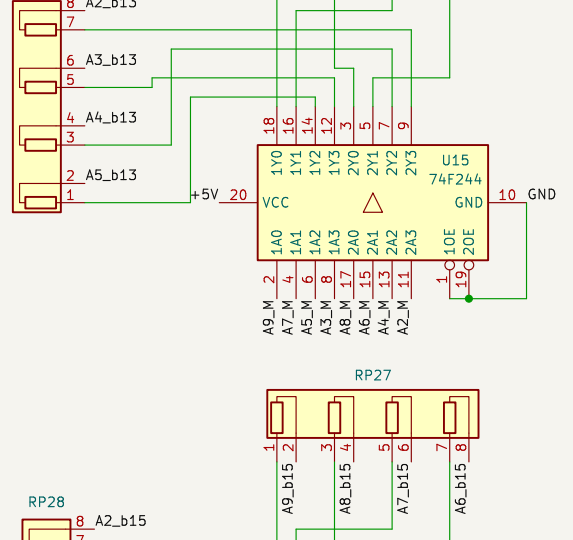 8 A2_b13
7
6 A3_b13
5
4 A4_b13
3
2 A5_b13
1
18 16 14 12 3 5 7 9
1Y0 1Y1 1Y2 1Y3 2Y0 2Y1 2Y2 2Y3
U15
74F244
+5V 20 VCC GND 10 GND
1A0 1A1 1A2 1A3 2A0 2A1 2A2 2A3 1OE 2OE
2 4 6 8 17 15 13 11 1 19
A9_M A7_M A5_M A3_M A8_M A6_M A4_M A2_M
RP27
1 2 3 4 5 6 7 8
A9_b15 A8_b15 A7_b15 A6_b15
RP28
8 A2_b15
7